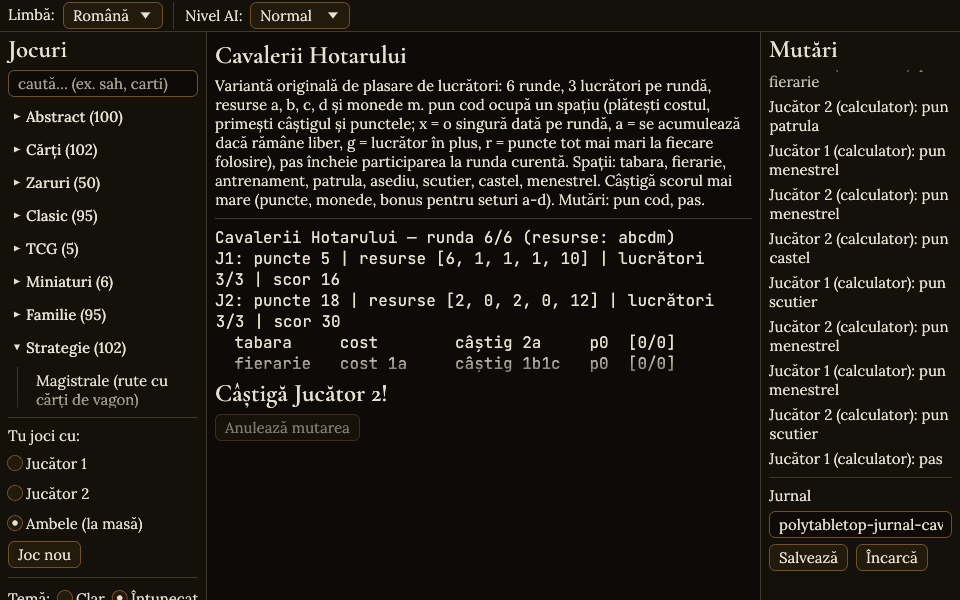 Limbă:
Română
Nivel AI:
Normal
Jocuri
caută... (ex. sah, carti)
Abstract (100)
Cărți (102)
Zaruri (50)
Clasic (95)
TCG (5)
Miniaturi (6)
Familie (95)
Strategie (102)
Magistrale (rute cu
cărți de vagon)
Tu joci cu:
Jucător 1
Jucător 2
Ambele (la masă)
Joc nou
Temă:
Clar
Întunecat
Cavalerii Hotarului
Variantă originală de plasare de lucrători: 6 runde, 3 lucrători pe rundă,
resurse a, b, c, d și monede m. pun cod ocupă un spațiu (plătești costul,
primești câștigul și punctele; x = o singură dată pe rundă, a = se acumulează
dacă rămâne liber, g = lucrător în plus, r = puncte tot mai mari la fiecare
folosire), pas încheie participarea la runda curentă. Spații: tabara, fierarie,
antrenament, patrula, asediu, scutier, castel, menestrel. Câștigă scorul mai
mare (puncte, monede, bonus pentru seturi a-d). Mutări: pun cod, pas.
Cavalerii Hotarului — runda 6/6 (resurse: abcdm)
J1: puncte 5 | resurse [6, 1, 1, 1, 10] | lucrători
3/3 | scor 16
J2: puncte 18 | resurse [2, 0, 2, 0, 12] | lucrători
3/3 | scor 30
tabara cost câștig 2a p0 [0/0]
fierarie cost 1a câștig 1b1c p0 [0/0]
Câștigă Jucător 2!
Anulează mutarea
Mutări
fierarie
Jucător 2 (calculator): pun
patrula
Jucător 1 (calculator): pun
menestrel
Jucător 2 (calculator): pun
menestrel
Jucător 2 (calculator): pun
castel
Jucător 1 (calculator): pun
scutier
Jucător 2 (calculator): pun
menestrel
Jucător 1 (calculator): pun
menestrel
Jucător 2 (calculator): pun
scutier
Jucător 1 (calculator): pas
Jurnal
polytabletop-jurnal-cav
Salvează
Încarcă